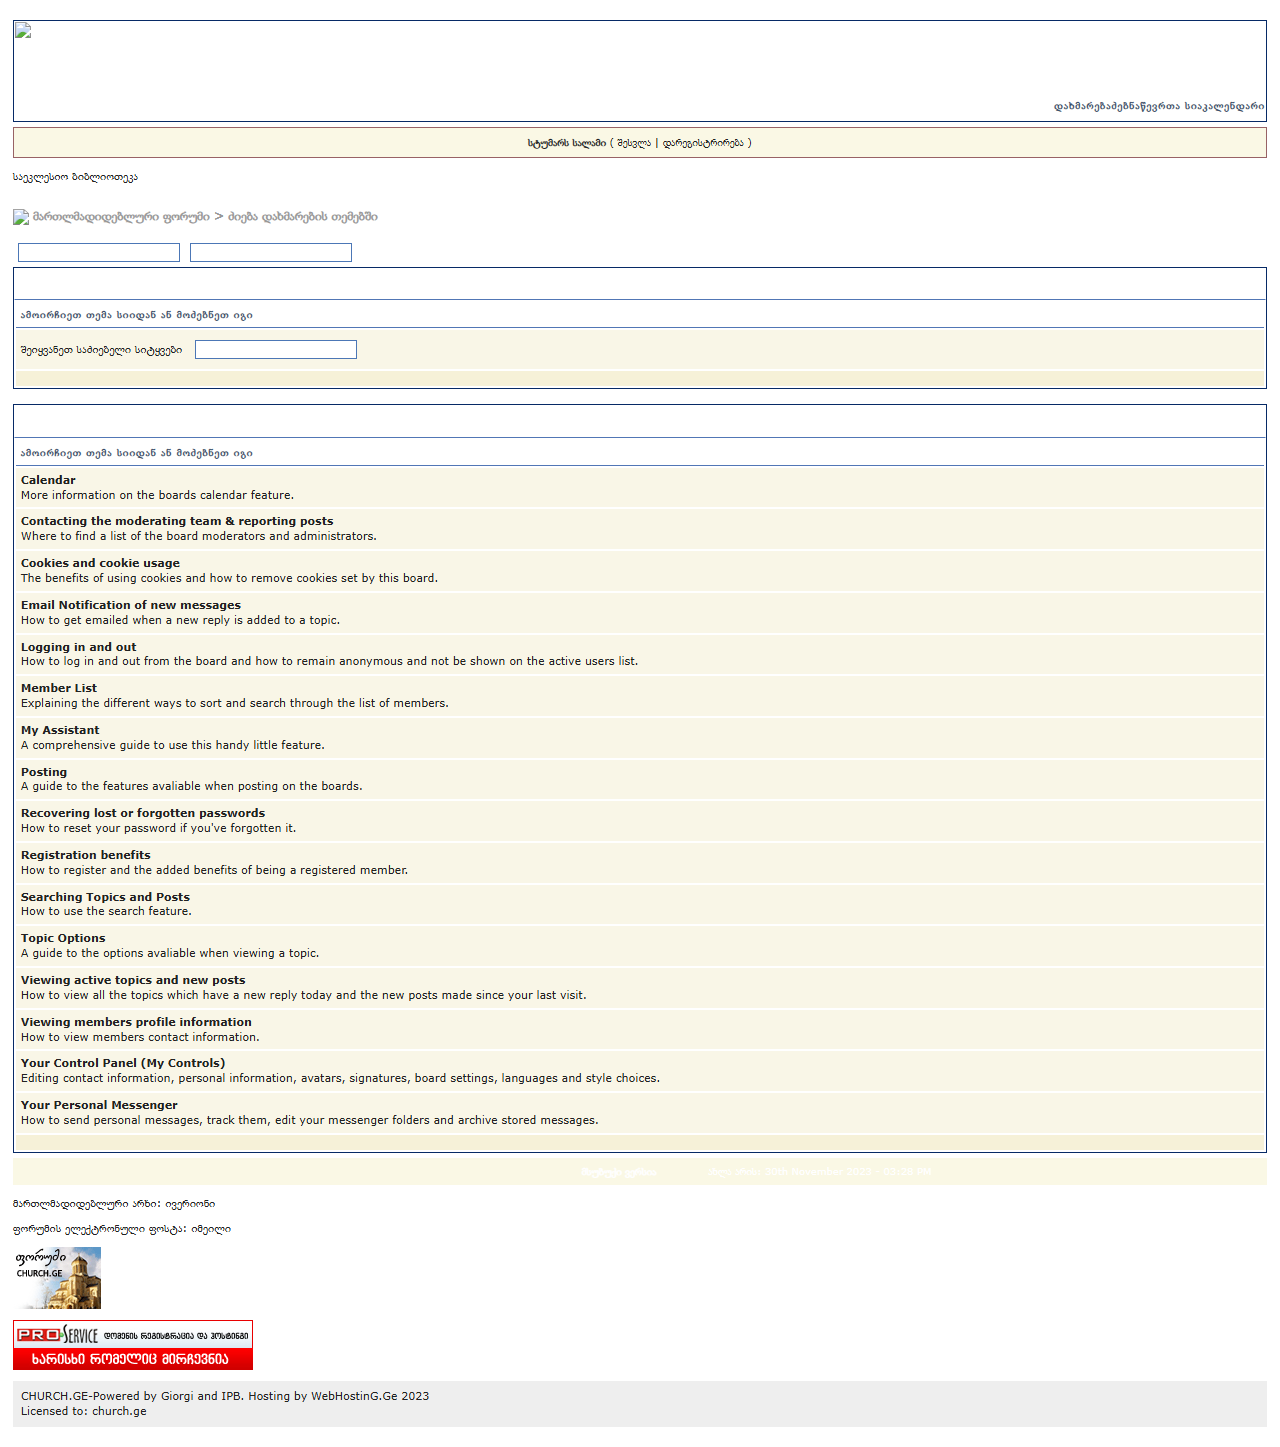 დახმარებაძებნაწევრთა სიაკალენდარი
სტუმარს სალამი ( შესვლა | დარეგისტრირება )
საეკლესიო ბიბლიოთეკა
მართლმადიდებლური ფორუმი > ძიება დახმარების თემებში
ამოირჩიეთ თემა სიიდან ან მოძებნეთ იგი
შეიყვანეთ საძიებელი სიტყვები
ამოირჩიეთ თემა სიიდან ან მოძებნეთ იგი
Calendar
More information on the boards calendar feature.
Contacting the moderating team & reporting posts
Where to find a list of the board moderators and administrators.
Cookies and cookie usage
The benefits of using cookies and how to remove cookies set by this board.
Email Notification of new messages
How to get emailed when a new reply is added to a topic.
Logging in and out
How to log in and out from the board and how to remain anonymous and not be shown on the active users list.
Member List
Explaining the different ways to sort and search through the list of members.
My Assistant
A comprehensive guide to use this handy little feature.
Posting
A guide to the features avaliable when posting on the boards.
Recovering lost or forgotten passwords
How to reset your password if you've forgotten it.
Registration benefits
How to register and the added benefits of being a registered member.
Searching Topics and Posts
How to use the search feature.
Topic Options
A guide to the options avaliable when viewing a topic.
Viewing active topics and new posts
How to view all the topics which have a new reply today and the new posts made since your last visit.
Viewing members profile information
How to view members contact information.
Your Control Panel (My Controls)
Editing contact information, personal information, avatars, signatures, board settings, languages and style choices.
Your Personal Messenger
How to send personal messages, track them, edit your messenger folders and archive stored messages.
მართლმადიდებლური არხი: ივერიონი
ფორუმის ელექტრონული ფოსტა: იმეილი
ფორუმი
CHURCH.GE
PRO SERVICE დომენის რეგისტრაცია და ჰოსტინგი
ხარისხი რომელიც მირჩევნია
CHURCH.GE-Powered by Giorgi and IPB. Hosting by WebHostinG.Ge 2023
Licensed to: church.ge